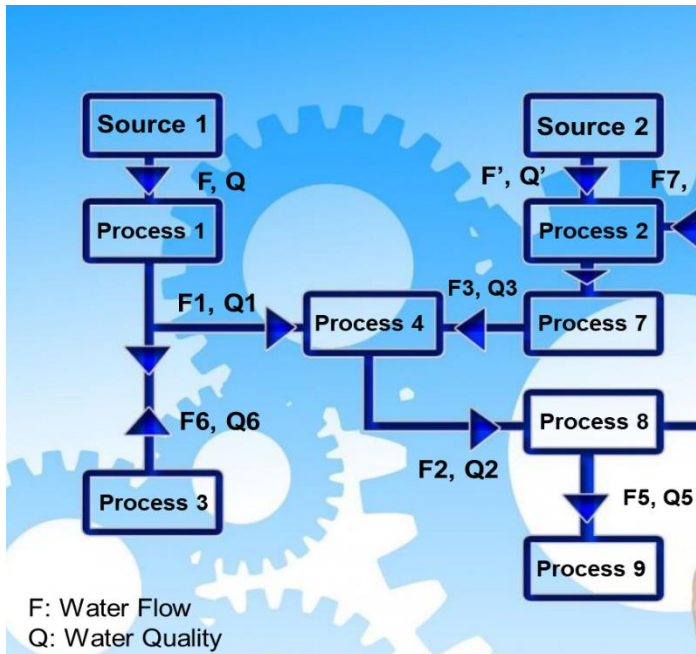 Source 1
Source 2
F, Q
F’, Q’
F7,
Process 1
Process 2
F1, Q1
F3, Q3
Process 4
Process 7
F6, Q6
Process 8
F2, Q2
Process 3
F5, Q5
Process 9
F: Water Flow
Q: Water Quality